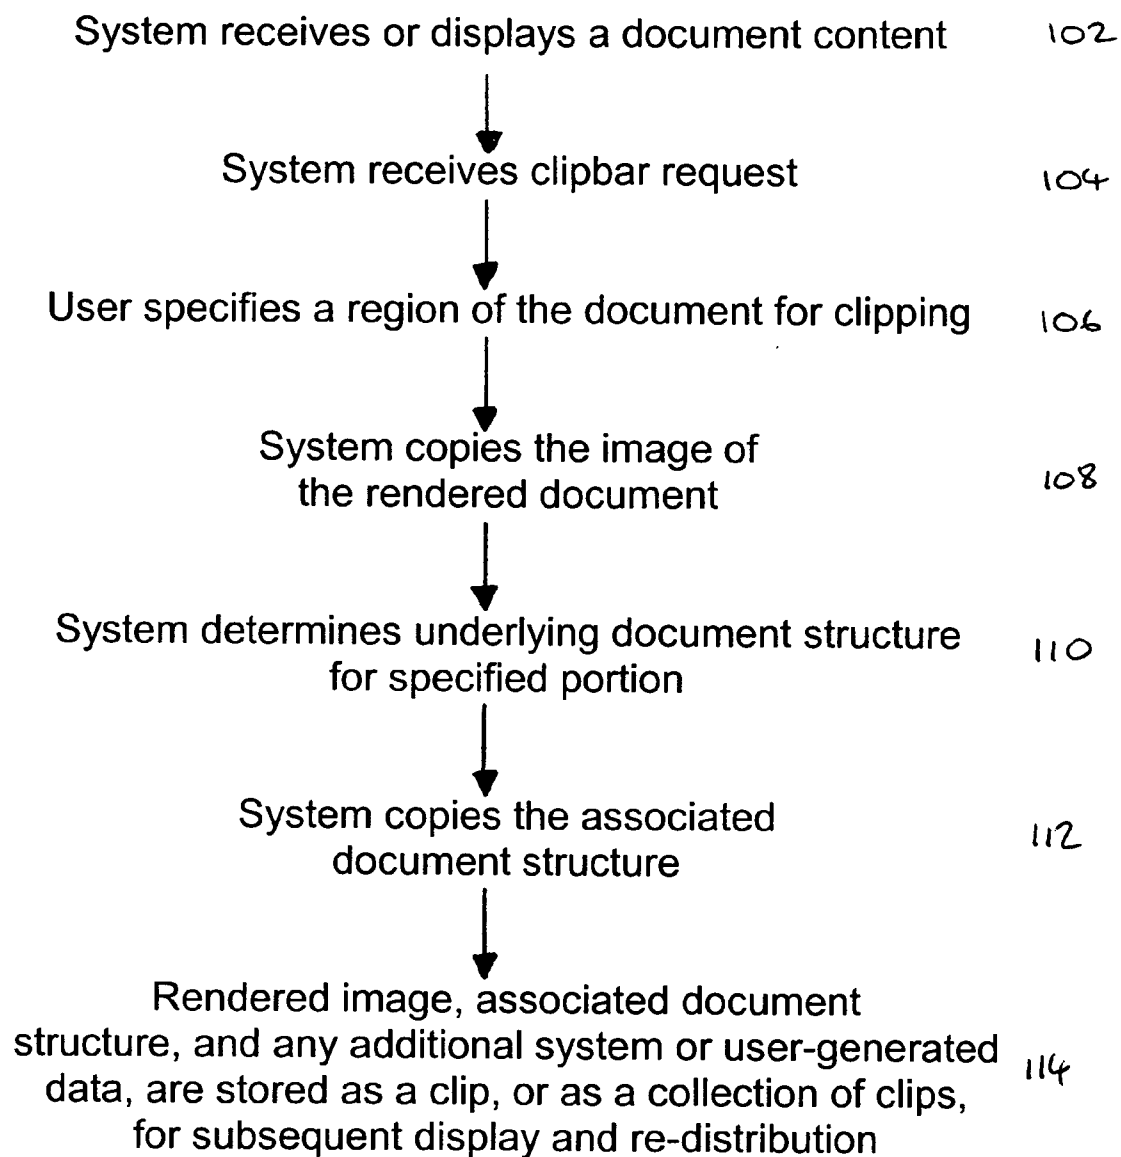 System receives or displays a document content 102
System receives clipbar request 104
User specifies a region of the document for clipping 106
System copies the image of
the rendered document 108
System determines underlying document structure 110
for specified portion
System copies the associated 112
document structure
Rendered image, associated document
structure, and any additional system or user-generated 114
data, are stored as a clip, or as a collection of clips,
for subsequent display and re-distribution